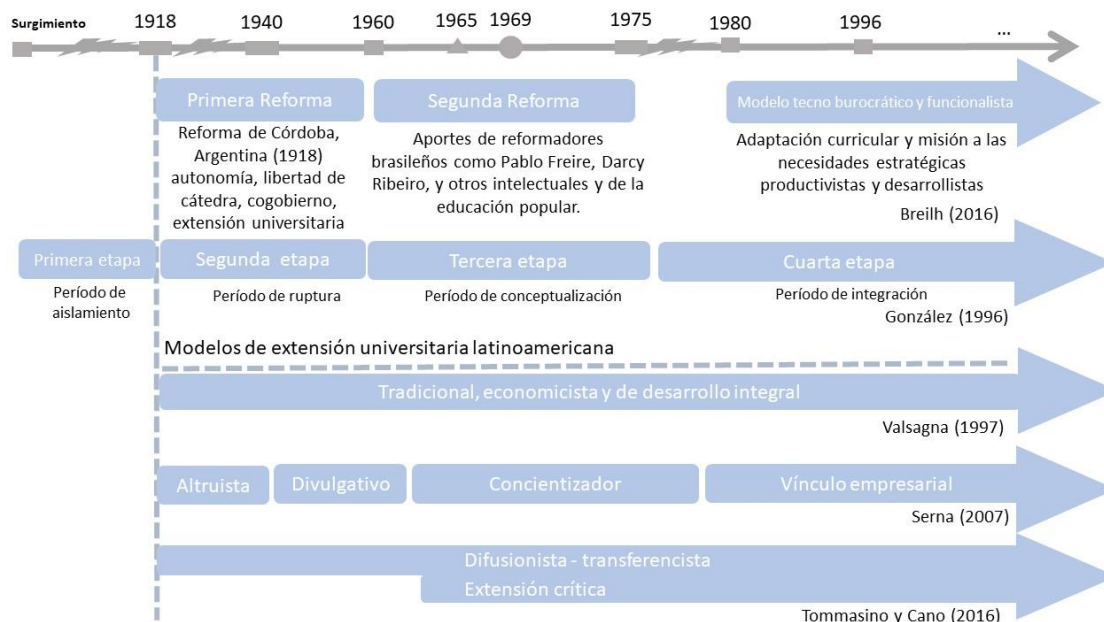 Surgimiento
1918
1940
1960
1965
1969
1975
1980
1996
...
Primera Reforma
Reforma de Córdoba,
Argentina (1918)
autonomía, libertad de
cátedra, cogobierno,
extensión universitaria
Segunda Reforma
Aportes de reformadores
brasileños como Pablo Freire, Darcy
Ribeiro, y otros intelectuales y de la
educación popular.
Modelo tecno burocrático y funcionalista
Adaptación curricular y misión a las
necesidades estratégicas
productivistas y desarrollistas
Breilh (2016)
Primera etapa
Período de
aislamiento
Segunda etapa
Período de ruptura
Tercera etapa
Período de conceptualización
Cuarta etapa
Período de integración
González (1996)
Modelos de extensión universitaria latinoamericana
Tradicional, economicista y de desarrollo integral
Valsagna (1997)
Altruista
Divulgativo
Concientizador
Vínculo empresarial
Serna (2007)
Difusionista - transferencista
Extensión crítica
Tommasino y Cano (2016)